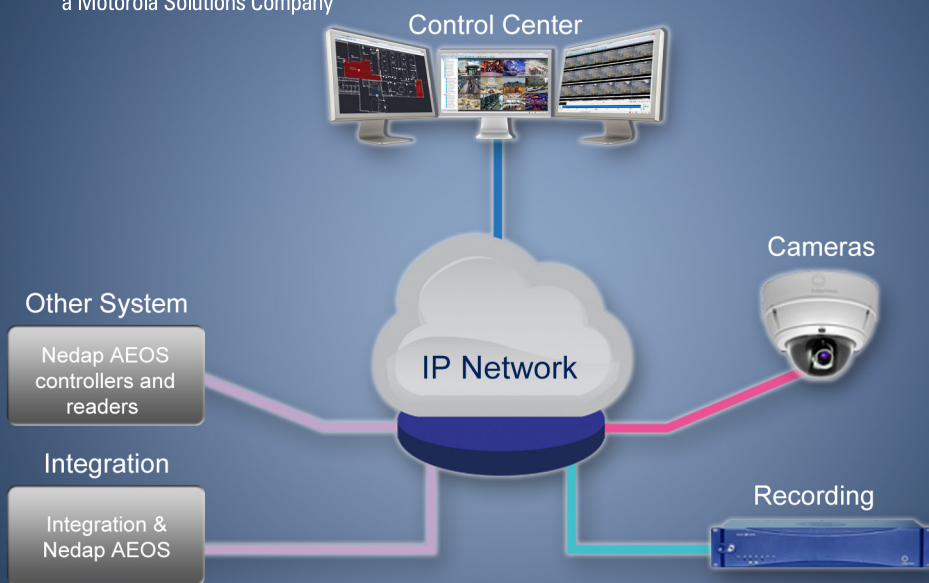 a Motorola Solutions Company
Control Center
Cameras
Other System
Nedap AEOS
controllers and
readers
IP Network
Integration
Integration &
Nedap AEOS
Recording